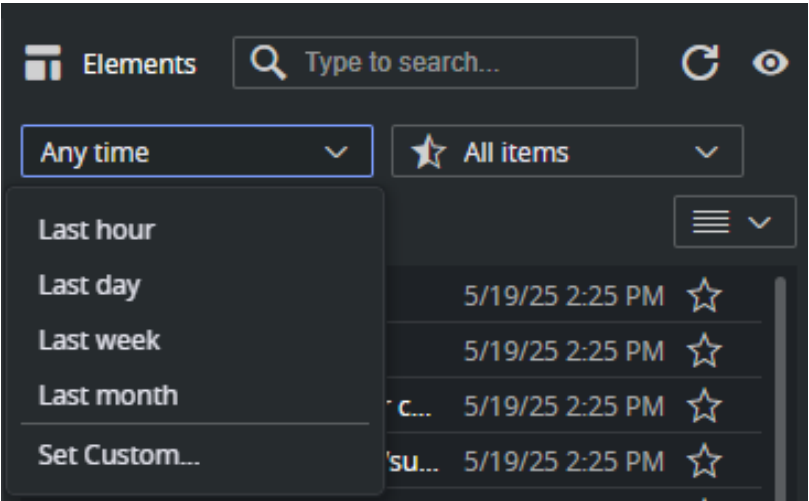 Elements
Type to search...
Any time
All items
Last hour
Last day
Last week
Last month
Set Custom...
5/19/25 2:25 PM
5/19/25 2:25 PM
c... 5/19/25 2:25 PM
'su... 5/19/25 2:25 PM